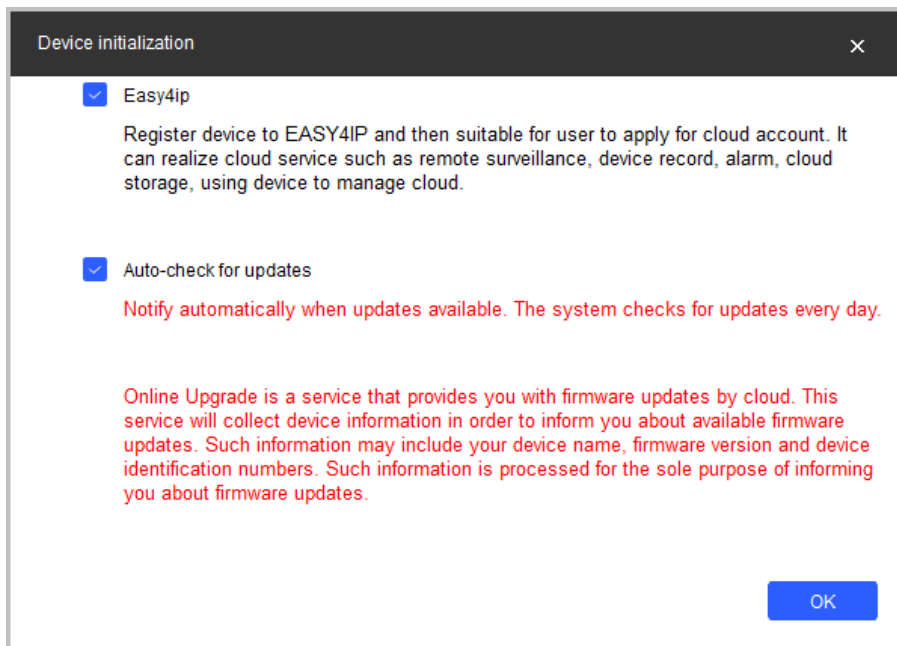 Device initialization
Easy4ip
Register device to EASY4IP and then suitable for user to apply for cloud account. It
can realize cloud service such as remote surveillance, device record, alarm, cloud
storage, using device to manage cloud.
Auto-check for updates
Notify automatically when updates available. The system checks for updates every day.
Online Upgrade is a service that provides you with firmware updates by cloud. This
service will collect device information in order to inform you about available firmware
updates. Such information may include your device name, firmware version and device
identification numbers. Such information is processed for the sole purpose of informing
you about firmware updates.
OK